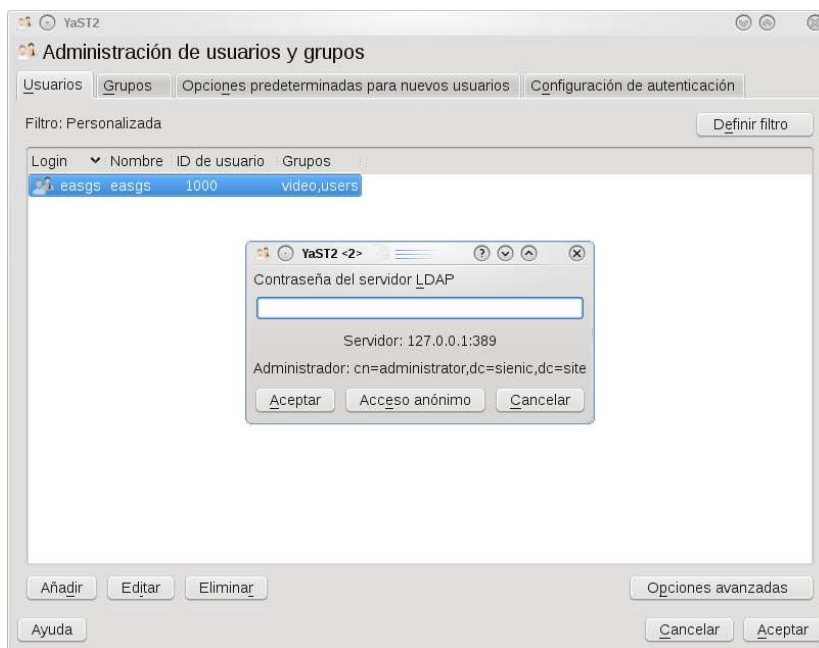 YaST2
Administración de usuarios y grupos
Usuarios Grupos Opciones predeterminadas para nuevos usuarios Configuración de autenticación
Filtro: Personalizada Definir filtro
Login Nombre ID de usuario Grupos
easgs easgs 1000 video,users
YaST2 <2>
Contraseña del servidor LDAP
Servidor: 127.0.0.1:389
Administrador: cn=administrator,dc=sienic,dc=site
Aceptar Acceso anónimo Cancelar
Añadir Editar Eliminar Opciones avanzadas
Ayuda Cancelar Aceptar